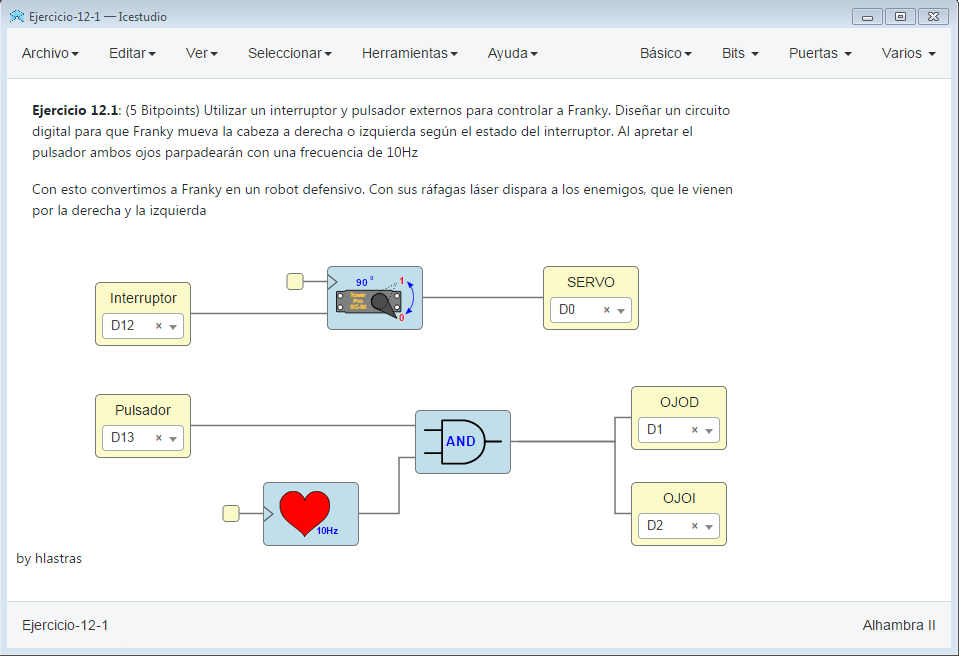 Ejercicio-12-1 — Icestudio
Archivo Editar Ver Seleccionar Herramientas Ayuda Básico Bits Puertas Varios
Ejercicio 12.1: (5 Bitpoints) Utilizar un interruptor y pulsador externos para controlar a Franky. Diseñar un circuito
digital para que Franky mueva la cabeza a derecha o izquierda según el estado del interruptor. Al apretar el
pulsador ambos ojos parpadearán con una frecuencia de 10Hz
Con esto convertimos a Franky en un robot defensivo. Con sus ráfagas láser dispara a los enemigos, que le vienen
por la derecha y la izquierda
Interruptor
D12 ×
90º
1
Tower
Pro
SG-90
0
SERVO
D0 ×
Pulsador
D13 ×
AND
OJOD
D1 ×
10Hz
OJOI
D2 ×
by hlastras
Ejercicio-12-1
Alhambra II